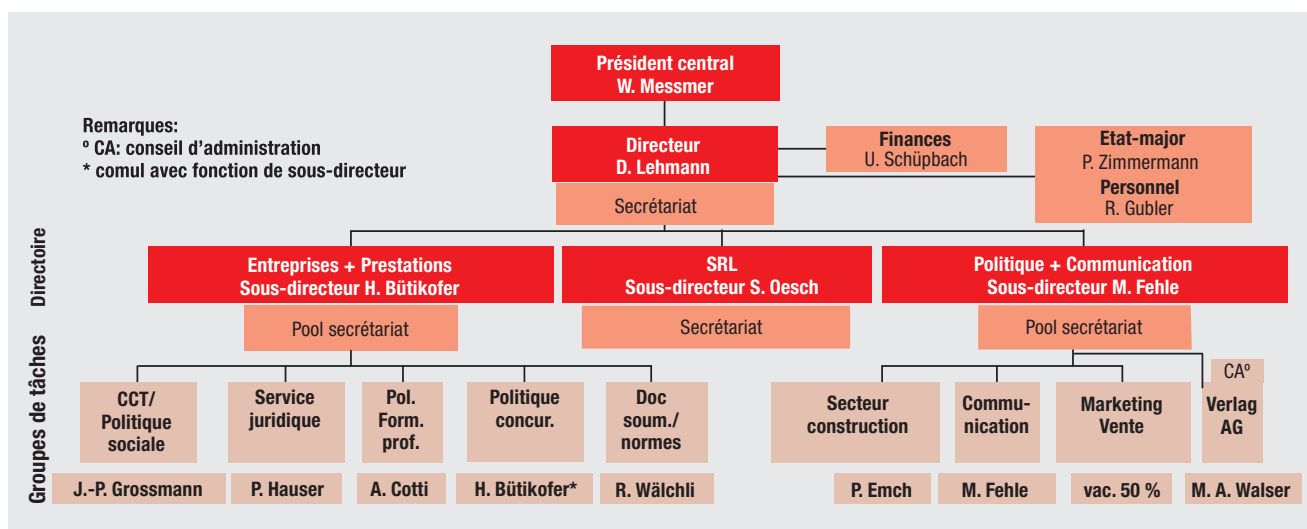 Président central
W. Messmer
Remarques:
º CA: conseil d'administration
* comul avec fonction de sous-directeur
Directeur
D. Lehmann
Finances
U. Schüpbach
Etat-major
P. Zimmermann
Personnel
R. Gubler
Secrétariat
Directoire
Entreprises + Prestations
Sous-directeur H. Bütikofer
SRL
Sous-directeur S. Oesch
Politique + Communication
Sous-directeur M. Fehle
Pool secrétariat
Secrétariat
Pool secrétariat
Groupes de tâches
CCT/
Politique
sociale
Service
juridique
Pol.
Form.
prof.
Politique
concur.
Doc
soum./
normes
Secteur
construction
Commu-
nication
Marketing
Vente
CAº
Verlag
AG
J.-P. Grossmann
P. Hauser
A. Cotti
H. Bütikofer*
R. Wälchli
P. Emch
M. Fehle
vac. 50 %
M. A. Walser